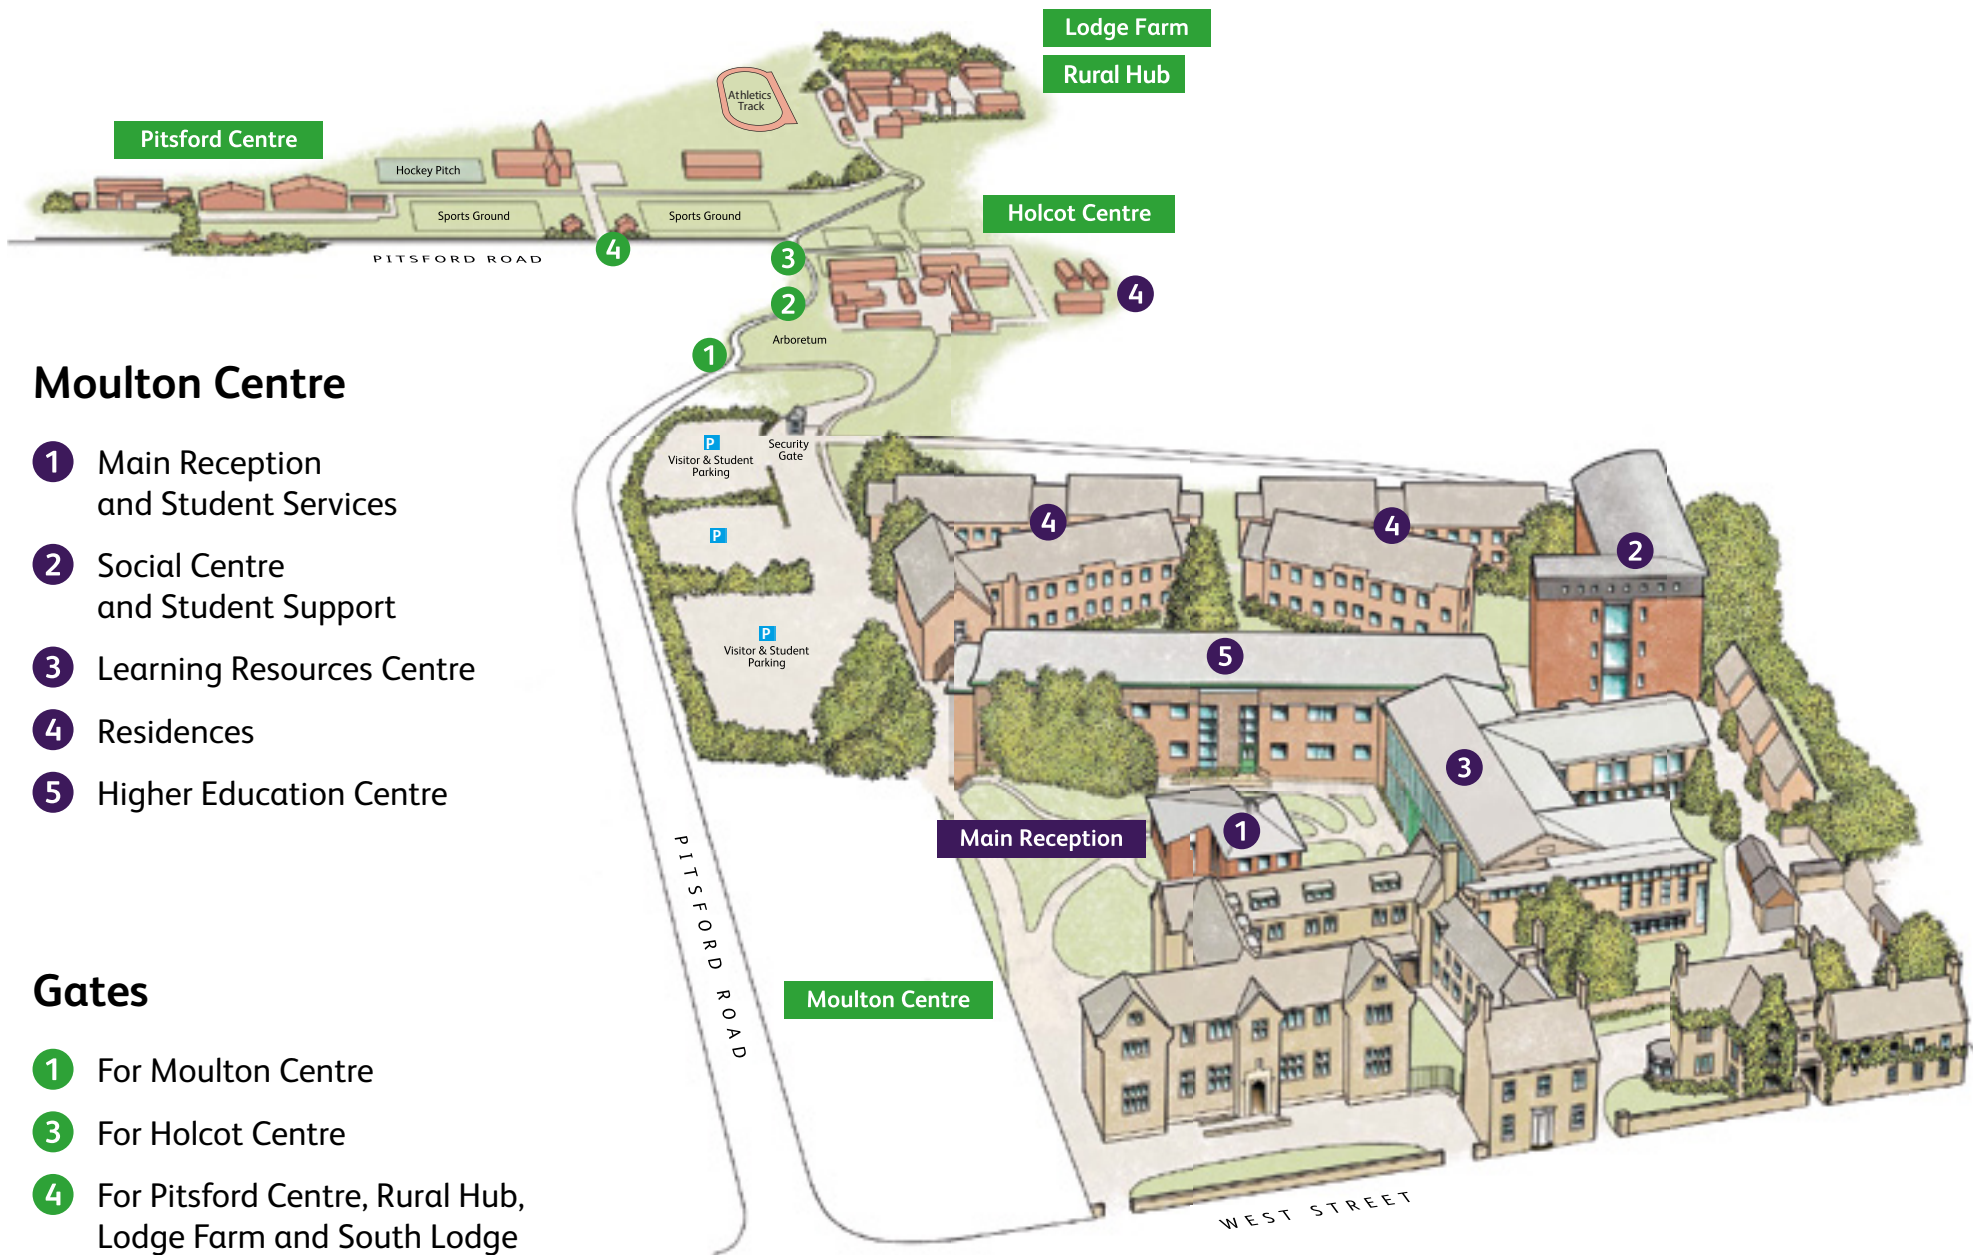 Lodge Farm
Rural Hub
Athletics
Track
Pitsford Centre
Hockey Pitch
Sports Ground
Sports Ground
Holcot Centre
4
PITSFORD ROAD
3
4
2
Arboretum
1
Moulton Centre
1 Main Reception
and Student Services
2 Social Centre
and Student Support
3 Learning Resources Centre
4 Residences
5 Higher Education Centre
P
Visitor & Student
Parking
Security
Gate
P
P
Visitor & Student
Parking
4
4
2
5
3
Main Reception
1
PITSFORD ROAD
Moulton Centre
WEST STREET
Gates
1 For Moulton Centre
3 For Holcot Centre
4 For Pitsford Centre, Rural Hub,
Lodge Farm and South Lodge